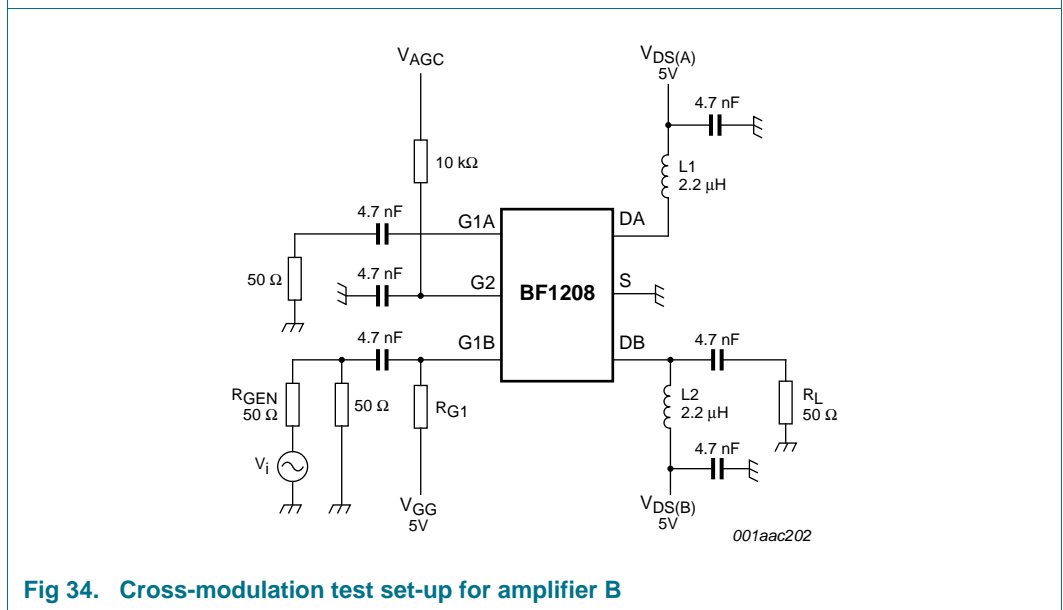 VAGC
VDS(A)
5V
4.7 nF
10 kΩ
L1
2.2 μH
4.7 nF
G1A
DA
50 Ω
4.7 nF
G2
BF1208
S
4.7 nF
G1B
DB
4.7 nF
RGEN
50 Ω
50 Ω
RG1
L2
2.2 μH
RL
50 Ω
Vi
4.7 nF
VGG
5V
VDS(B)
5V
001aac202
Fig 34. Cross-modulation test set-up for amplifier B